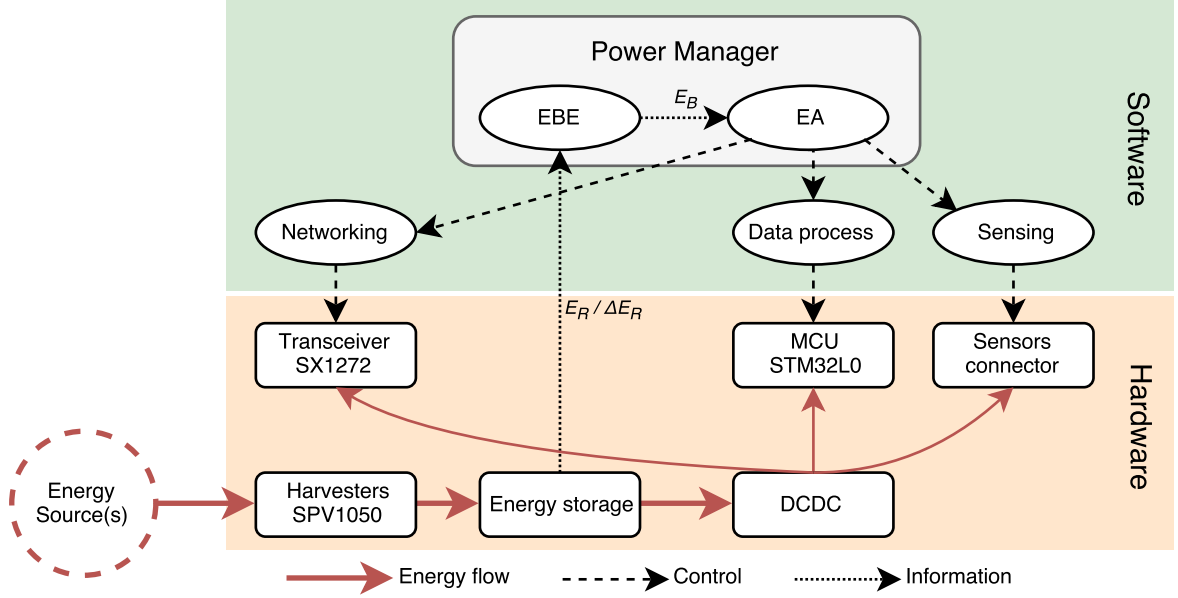 Power Manager
EBE
E_B
EA
Software
Networking
Data process
Sensing
E_R / ΔE_R
Transceiver
SX1272
MCU
STM32L0
Sensors
connector
Hardware
Energy
Source(s)
Harvesters
SPV1050
Energy storage
DCDC
Energy flow
Control
Information